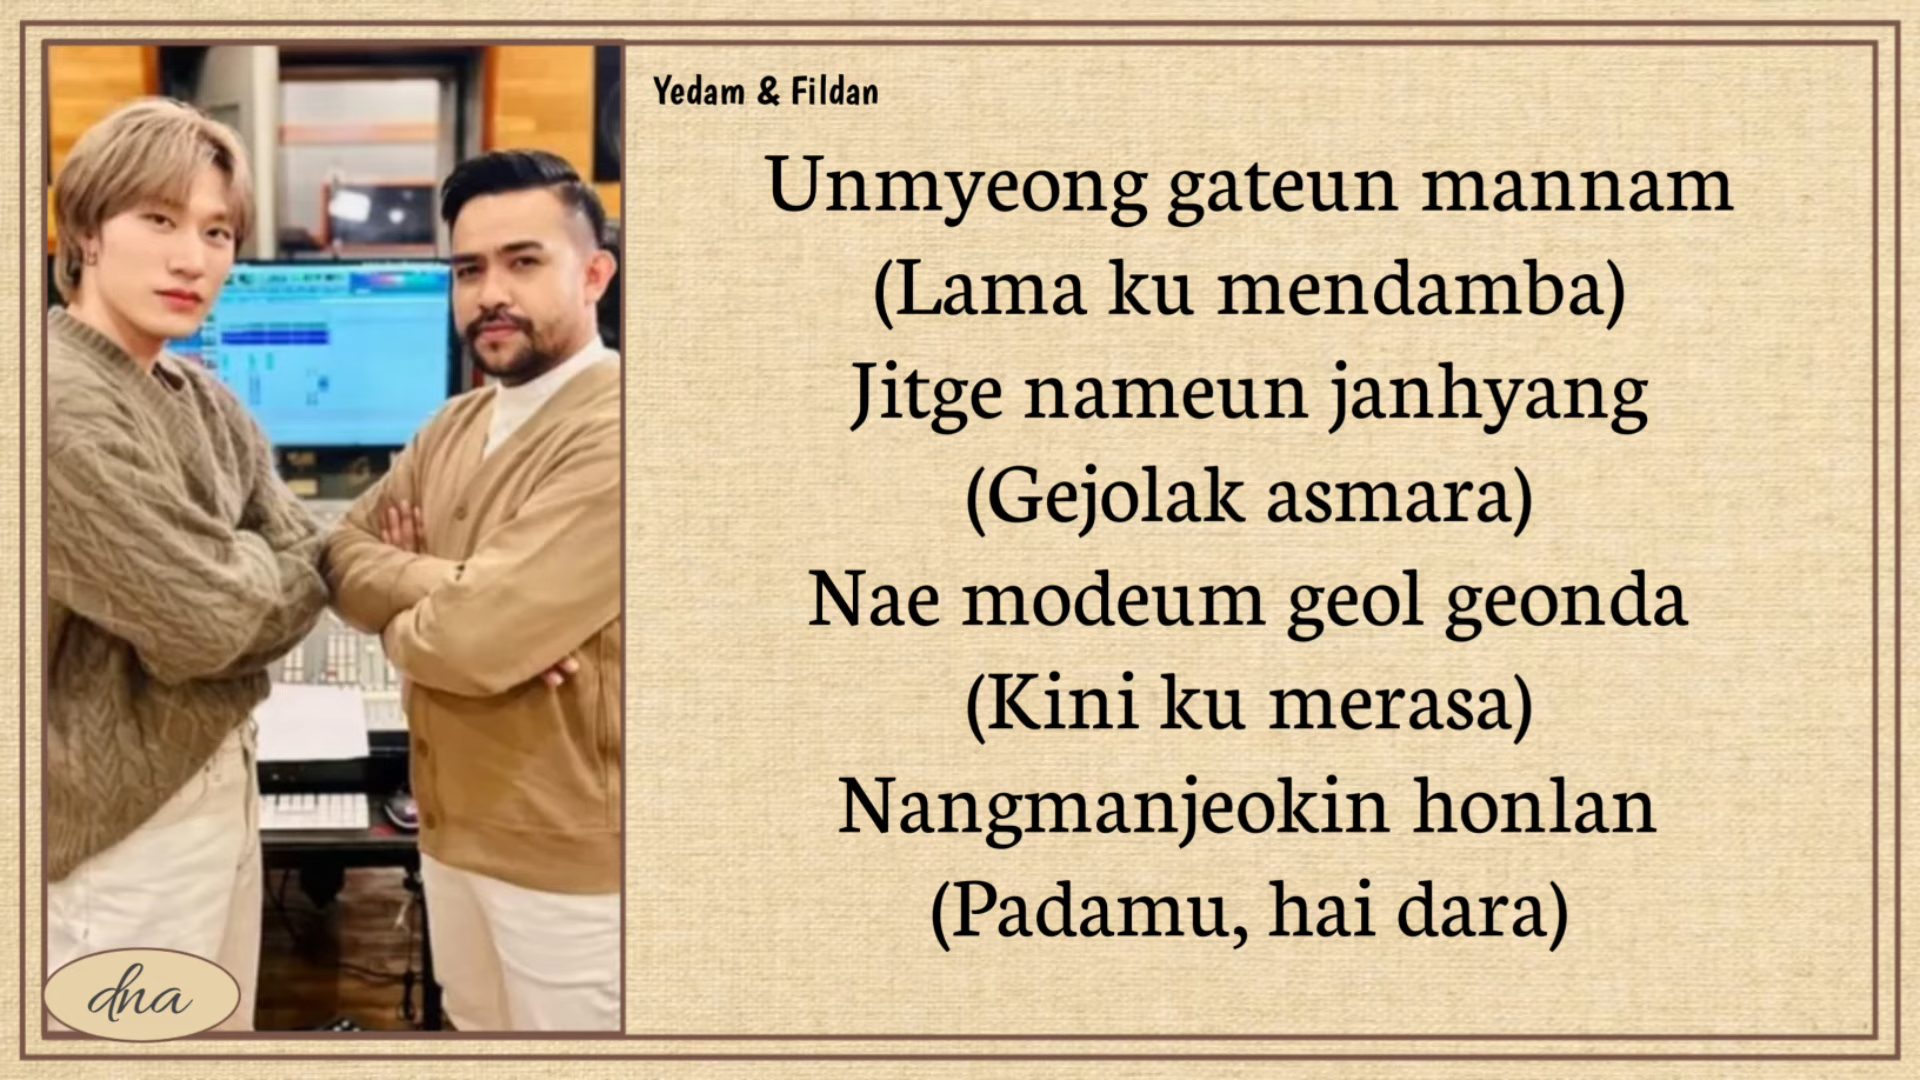 Yedam & Fildan
Unmyeong gateun mannam
(Lama ku mendamba)
Jitge nameun janhyang
(Gejolak asmara)
Nae modeum geol geonda
(Kini ku merasa)
Nangmanjeokin honlan
(Padamu, hai dara)
dna